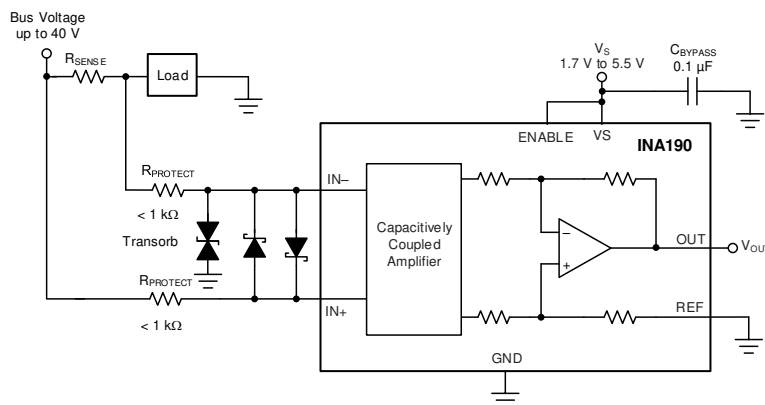 Bus Voltage
up to 40 V
RSENSE
Load
VS
1.7 V to 5.5 V
CBYPASS
0.1 µF
ENABLE
VS
INA190
RPROTECT
< 1 kΩ
Transorb
IN–
Capacitively
Coupled
Amplifier
–
+
OUT
VOU
RPROTECT
< 1 kΩ
IN+
REF
GND